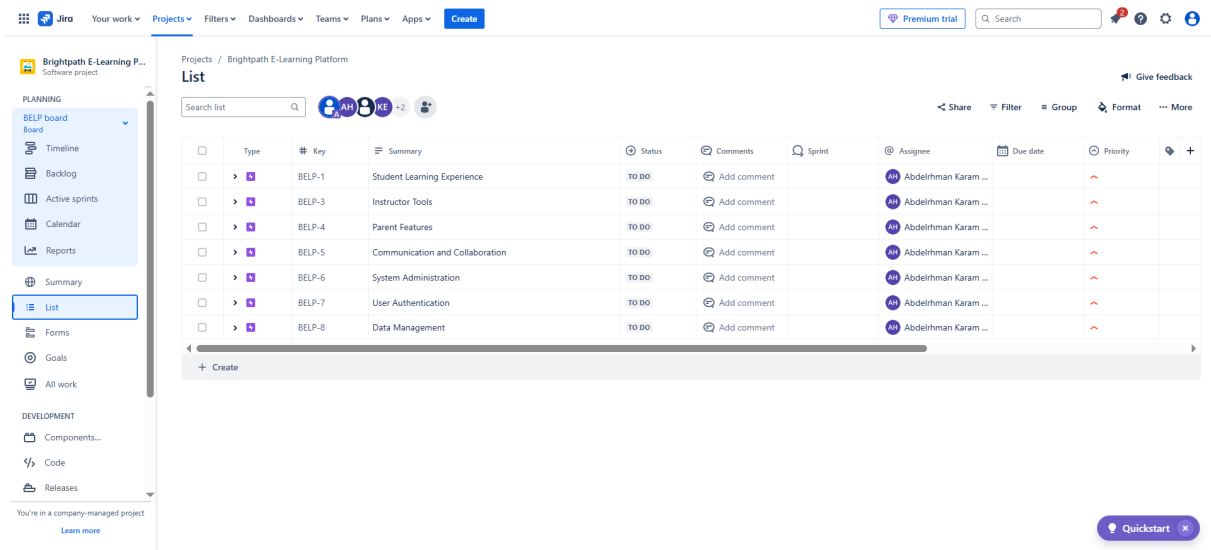 Jira Your work Projects Filters Dashboards Teams Plans Apps Create Premium trial Search 2
Brightpath E-Learning P...
Software project
PLANNING
BELP board
Board
Timeline
Backlog
Active sprints
Calendar
Reports
Summary
List
Forms
Goals
All work
DEVELOPMENT
Components...
Code
Releases
You're in a company-managed project
Learn more
Projects / Brightpath E-Learning Platform
List
Give feedback
Search list AH KE +2 Share Filter Group Format More
Type # Key Summary Status Comments Sprint @ Assignee Due date Priority +
BELP-1 Student Learning Experience TO DO Add comment AH Abdelrhman Karam ...
BELP-3 Instructor Tools TO DO Add comment AH Abdelrhman Karam ...
BELP-4 Parent Features TO DO Add comment AH Abdelrhman Karam ...
BELP-5 Communication and Collaboration TO DO Add comment AH Abdelrhman Karam ...
BELP-6 System Administration TO DO Add comment AH Abdelrhman Karam ...
BELP-7 User Authentication TO DO Add comment AH Abdelrhman Karam ...
BELP-8 Data Management TO DO Add comment AH Abdelrhman Karam ...
+ Create
Quickstart